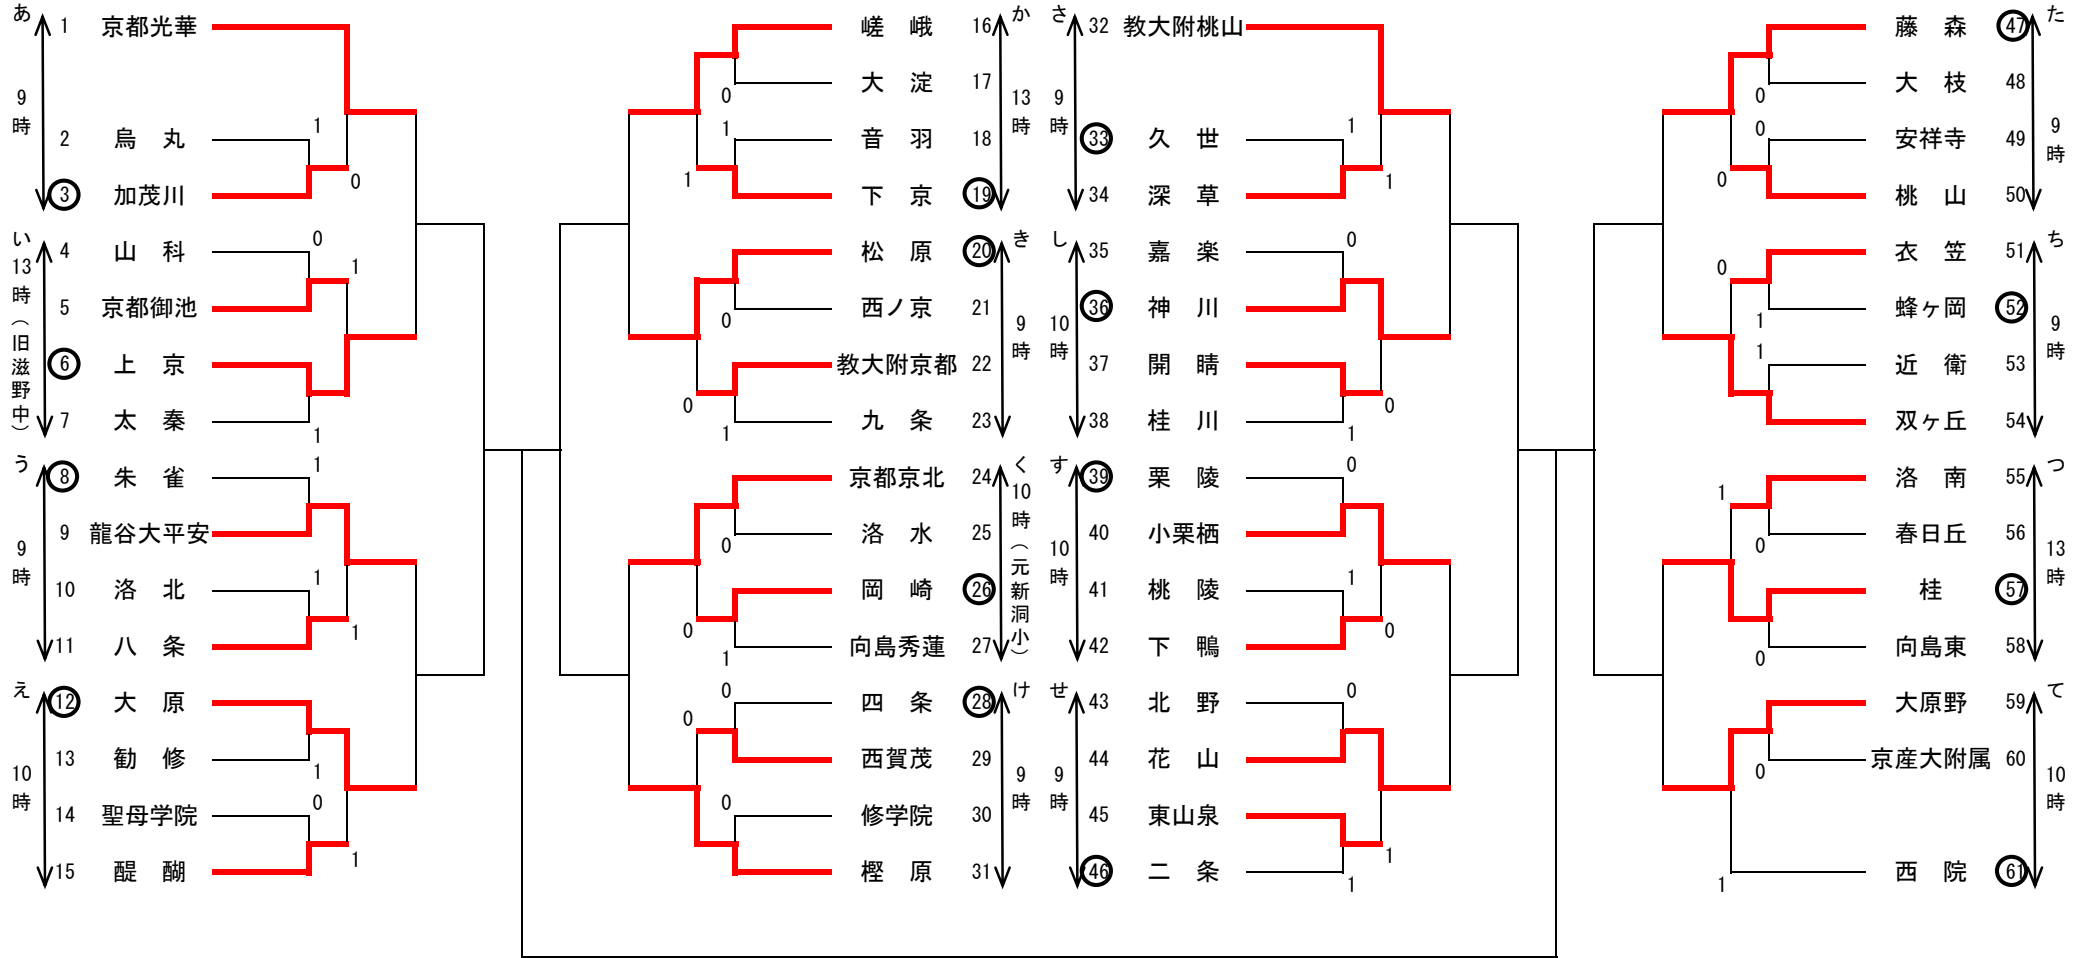 あ
1 京都光華
9時
2 烏 丸
1
3 加茂川
0
い
4 山 科
0
13時（旧滋野中）
1
5 京都御池
6 上 京
7 太 秦
1
う
8 朱 雀
1
9 龍谷大平安
9時
10 洛 北
1
11 八 条
1
え
12 大 原
13 勧 修
1
10時
14 聖母学院
0
15 醍 醐
1
嵯 峨 16
か
大 淀 17
0
13時
音 羽 18
1
下 京 19
1
松 原 20
き
西ノ京 21
0
9時
教大附京都 22
0
九 条 23
1
京都京北 24
く
10時（元新洞小）
洛 水 25
0
岡 崎 26
0
向島秀蓮 27
1
四 条 28
0
け
0
西賀茂 29
9時
修学院 30
0
樫 原 31
さ
32 教大附桃山
9時
33 久 世
1
34 深 草
1
し
35 嘉 楽
0
36 神 川
10時
37 開 睛
0
38 桂 川
1
す
39 栗 陵
0
40 小栗栖
10時
41 桃 陵
1
42 下 鴨
0
せ
43 北 野
0
44 花 山
9時
45 東山泉
1
46 二 条
1
藤 森 47
た
大 枝 48
0
9時
安祥寺 49
0
桃 山 50
0
衣 笠 51
ち
0
蜂ヶ岡 52
1
9時
近 衛 53
1
双ヶ丘 54
洛 南 55
つ
1
春日丘 56
0
13時
桂 57
向島東 58
0
大原野 59
て
京産大附属 60
0
10時
西 院 61
1